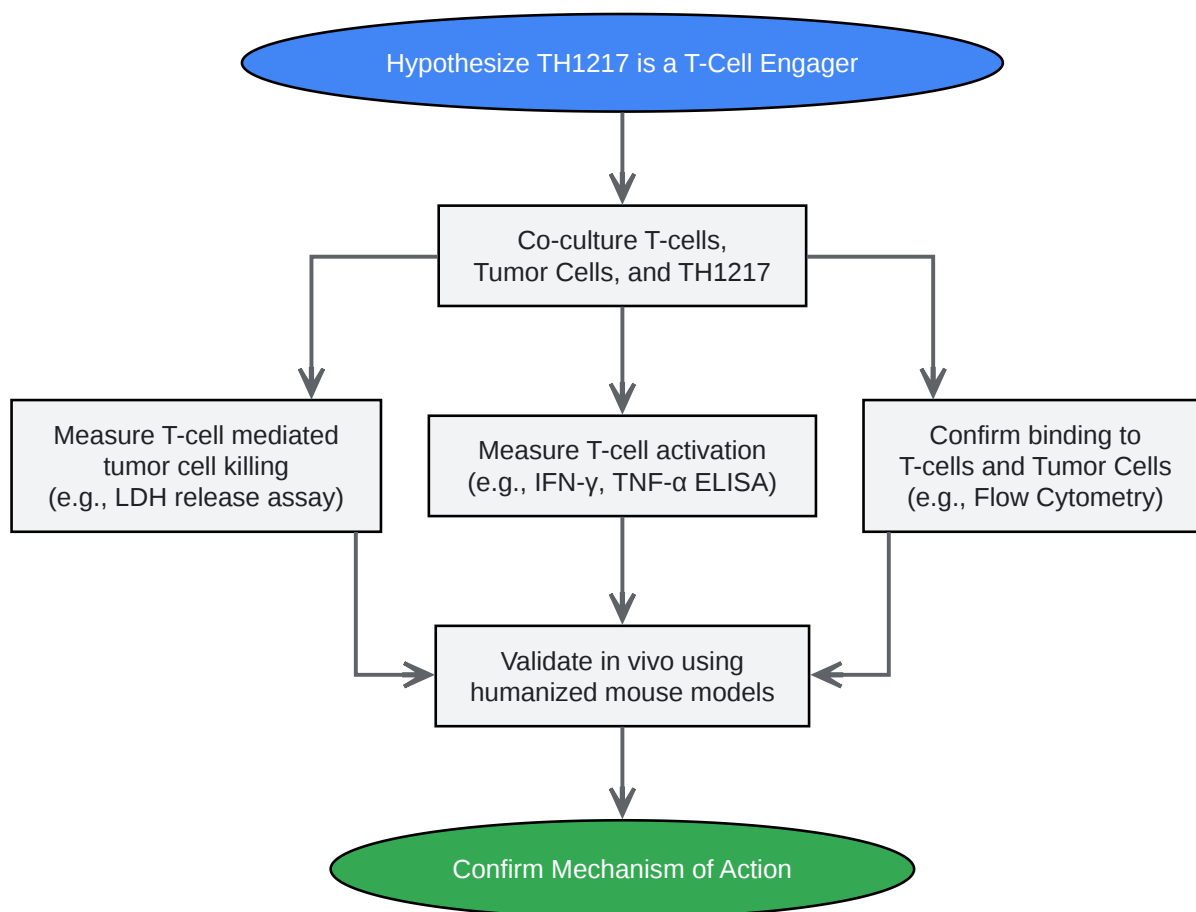 Hypothesize TH1217 is a T-Cell Engager
Co-culture T-cells,
Tumor Cells, and TH1217
Measure T-cell mediated
tumor cell killing
(e.g., LDH release assay)
Measure T-cell activation
(e.g., IFN-γ, TNF-α ELISA)
Confirm binding to
T-cells and Tumor Cells
(e.g., Flow Cytometry)
Validate in vivo using
humanized mouse models
Confirm Mechanism of Action